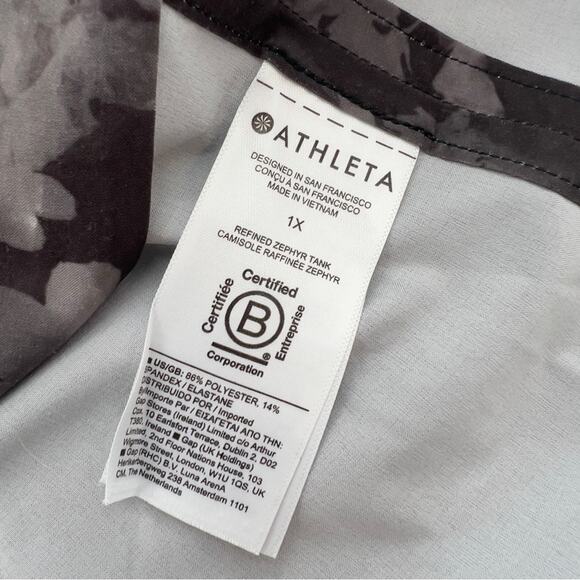 ATHLETA
DESIGNED IN SAN FRANCISCO
CONÇU À SAN FRANCISCO
MADE IN VIETNAM
1X
REFINED ZEPHYR TANK
CAMISOLE RAFFINÉE ZEPHYR
Certified
Certifiée
B
Entreprise
®
Corporation
■ US/GB: 86% POLYESTER, 14%
SPANDEX / ELASTANE
DISTRIBUIDO POR / Imported
By/Importe Par / ΕΙΣΑΓΕΤΑΙ ΑΠΟ ΤΗΝ:
Gap Stores (Ireland) Limited c/o Arthur
Cox, 10 Earlsfort Terrace, Dublin 2, D02
T380, Ireland ■ Gap (UK Holdings)
Limited, 2nd Floor Nations House, 103
Wigmore Street, London, W1U 1QS, UK
■ Gap (RHC) B.V. Luna ArenA
Herikerbergweg 238 Amsterdam 1101
CM, The Netherlands